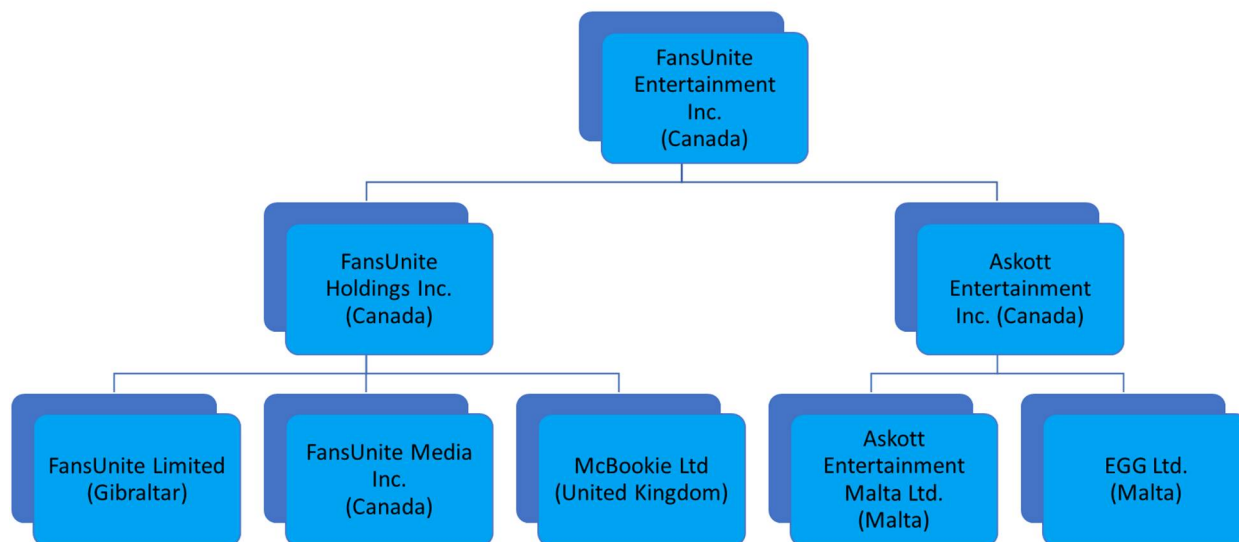 FansUnite
Entertainment
Inc.
(Canada)
FansUnite
Holdings Inc.
(Canada)
Askott
Entertainment
Inc. (Canada)
FansUnite Limited
(Gibraltar)
FansUnite Media
Inc.
(Canada)
McBookie Ltd
(United Kingdom)
Askott
Entertainment
Malta Ltd.
(Malta)
EGG Ltd.
(Malta)